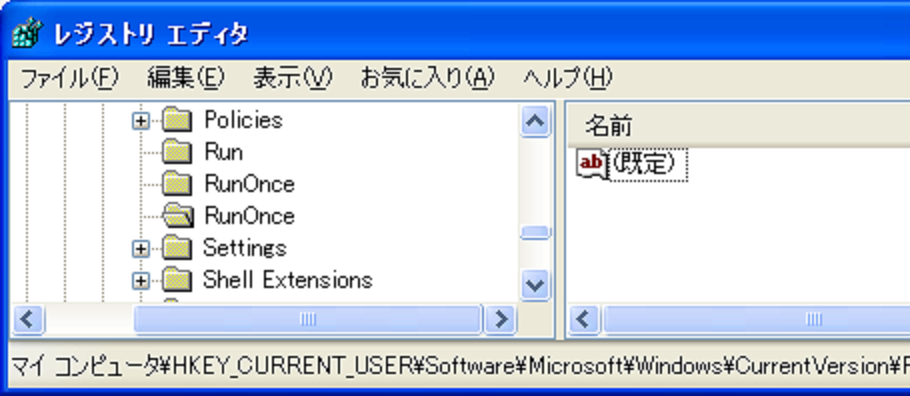 レジストリ エディタ
ファイル(F) 編集(E) 表示(V) お気に入り(A) ヘルプ(H)
Policies
Run
RunOnce
RunOnce
Settings
Shell Extensions
名前
ab (既定)
マイ コンピュータ¥HKEY_CURRENT_USER¥Software¥Microsoft¥Windows¥CurrentVersion¥